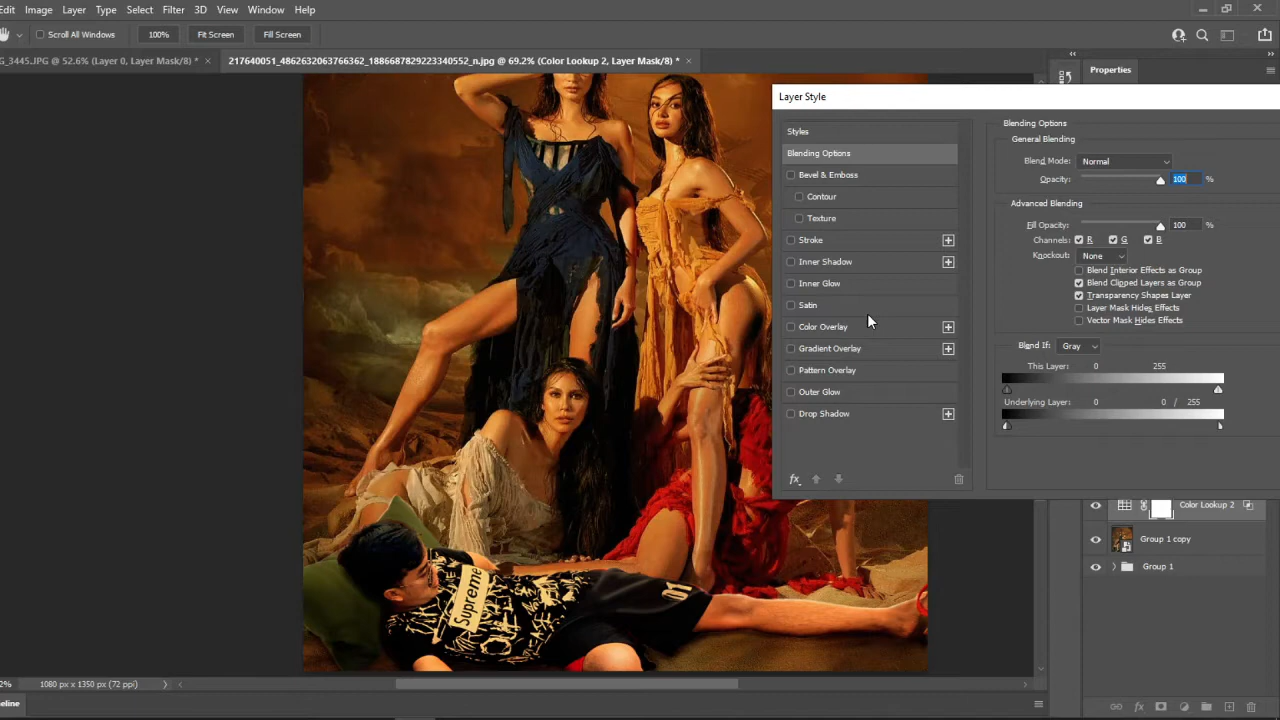 Edit Image Layer Type Select Filter 3D View Window Help
Scroll All Windows 100% Fit Screen Fill Screen
G_3445.JPG @ 52.6% (Layer 0, Layer Mask/8) * ×
217640051_4862632063766362_1886687829223340552_n.jpg @ 69.2% (Color Lookup 2, Layer Mask/8) * ×
Properties
Layer Style
Styles
Blending Options
Bevel & Emboss
Contour
Texture
Stroke
Inner Shadow
Inner Glow
Satin
Color Overlay
Gradient Overlay
Pattern Overlay
Outer Glow
Drop Shadow
fx
Blending Options
General Blending
Blend Mode: Normal
Opacity: 100 %
Advanced Blending
Fill Opacity: 100 %
Channels: R G B
Knockout: None
Blend Interior Effects as Group
Blend Clipped Layers as Group
Transparency Shapes Layer
Layer Mask Hides Effects
Vector Mask Hides Effects
Blend If: Gray
This Layer: 0 255
Underlying Layer: 0 0 / 255
Color Lookup 2
Group 1 copy
Group 1
Supreme
01
2% 1080 px x 1350 px (72 ppi)
meline
fx